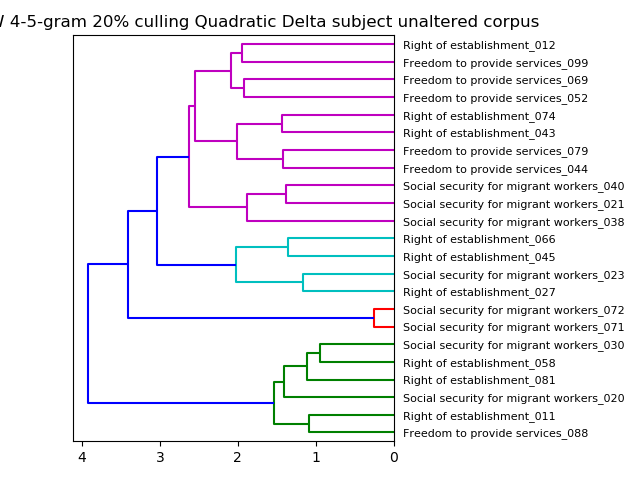 4-5-gram 20% culling Quadratic Delta subject unaltered corpus
Right of establishment_012
Freedom to provide services_099
Freedom to provide services_069
Freedom to provide services_052
Right of establishment_074
Right of establishment_043
Freedom to provide services_079
Freedom to provide services_044
Social security for migrant workers_040
Social security for migrant workers_021
Social security for migrant workers_038
Right of establishment_066
Right of establishment_045
Social security for migrant workers_023
Right of establishment_027
Social security for migrant workers_072
Social security for migrant workers_071
Social security for migrant workers_030
Right of establishment_058
Right of establishment_081
Social security for migrant workers_020
Right of establishment_011
Freedom to provide services_088
4 3 2 1 0